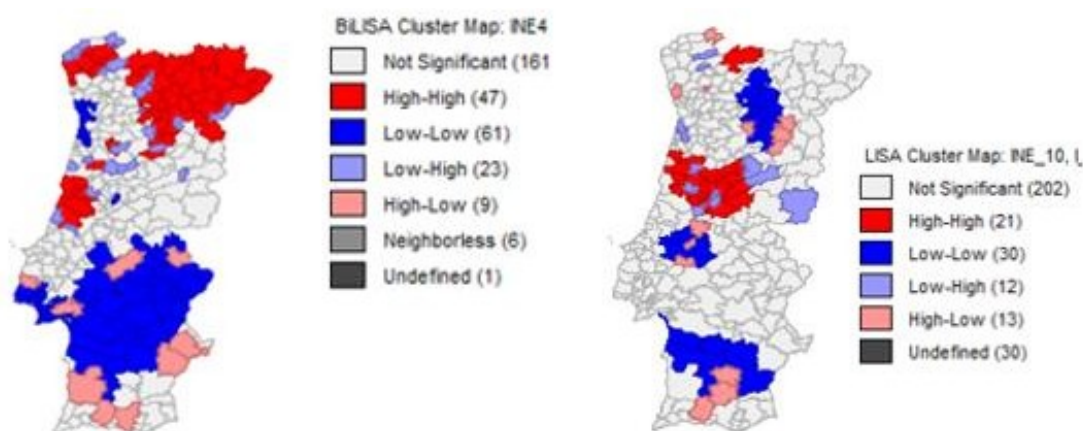 BiLISA Cluster Map: INE4
Not Significant (161
High-High (47)
Low-Low (61)
Low-High (23)
High-Low (9)
Neighborless (6)
Undefined (1)
LISA Cluster Map: INE_10, I_
Not Significant (202)
High-High (21)
Low-Low (30)
Low-High (12)
High-Low (13)
Undefined (30)